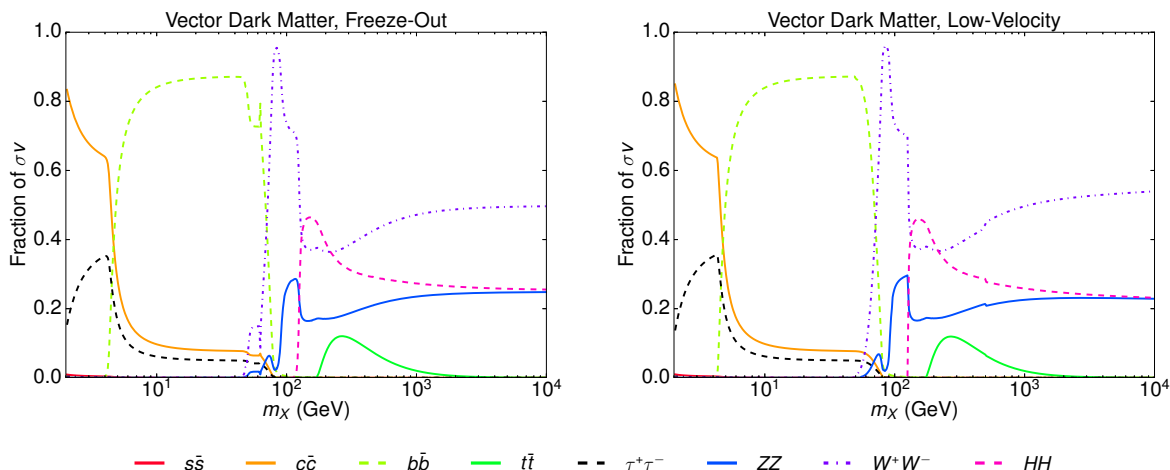 Vector Dark Matter, Freeze-Out
1.0
0.8
0.6
0.4
0.2
0.0
Fraction of σv
10¹ 10² 10³ 10⁴
m_X (GeV)
Vector Dark Matter, Low-Velocity
1.0
0.8
0.6
0.4
0.2
0.0
Fraction of σv
10¹ 10² 10³ 10⁴
m_X (GeV)
ss̄ cc̄ bb̄ tt̄ τ⁺τ⁻ ZZ W⁺W⁻ HH